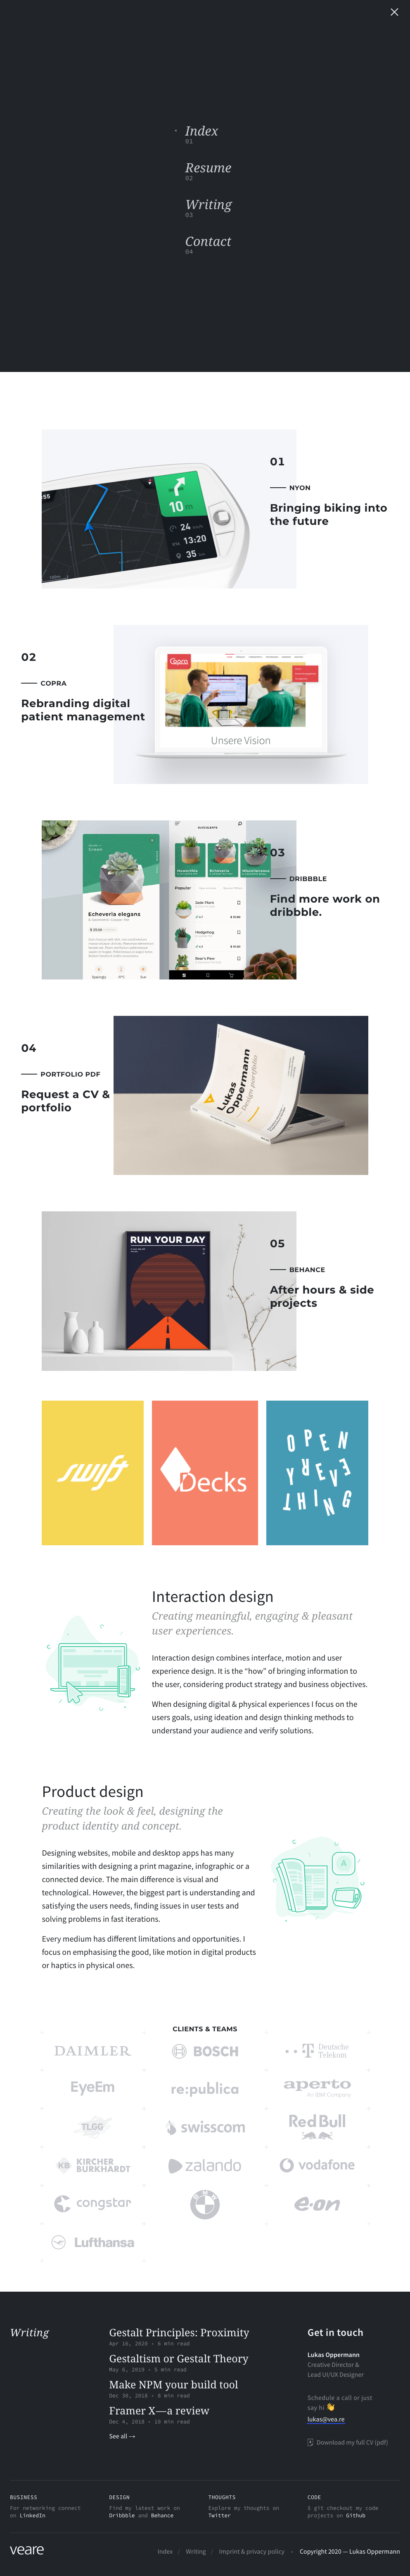 Index
01
Resume
02
Writing
03
Contact
04
10 m
24
13:20
35
01
NYON
Bringing biking into
the future
02
COPRA
Rebranding digital
patient management
Copra
Unsere Vision
SUCCULENTS
Echeveria
Popular
Echeveria elegans
Jade Plant
Hedgehog
Bear's Paw
03
DRIBBBLE
Find more work on
dribbble.
04
PORTFOLIO PDF
Request a CV &
portfolio
Lukas
Oppermann
Design portfolio
RUN YOUR DAY
05
BEHANCE
After hours & side
projects
swift
Decks
OPEN
EVERY
THING
Interaction design
Creating meaningful, engaging & pleasant
user experiences.
Interaction design combines interface, motion and user
experience design. It is the “how” of bringing information to
the user, considering product strategy and business objectives.
When designing digital & physical experiences I focus on the
users goals, using ideation and design thinking methods to
understand your audience and verify solutions.
Product design
Creating the look & feel, designing the
product identity and concept.
Designing websites, mobile and desktop apps has many
similarities with designing a print magazine, infographic or a
connected device. The main difference is visual and
technological. However, the biggest part is understanding and
satisfying the users needs, finding issues in user tests and
solving problems in fast iterations.
Every medium has different limitations and opportunities. I
focus on emphasising the good, like motion in digital products
or haptics in physical ones.
CLIENTS & TEAMS
DAIMLER
BOSCH
Deutsche
Telekom
EyeEm
re:publica
aperto
An IBM Company
TLGG
swisscom
Red Bull
KB KIRCHER
BURKHARDT
zalando
vodafone
congstar
BMW
e·on
Lufthansa
Writing
Gestalt Principles: Proximity
Apr 16, 2020 • 6 min read
Gestaltism or Gestalt Theory
May 6, 2019 • 5 min read
Make NPM your build tool
Dec 30, 2018 • 8 min read
Framer X—a review
Dec 4, 2018 • 10 min read
See all →
Get in touch
Lukas Oppermann
Creative Director &
Lead UI/UX Designer
Schedule a call or just
say hi 👋
lukas@vea.re
Download my full CV (pdf)
BUSINESS
For networking connect
on LinkedIn
DESIGN
Find my latest work on
Dribbble and Behance
THOUGHTS
Explore my thoughts on
Twitter
CODE
$ git checkout my code
projects on Github
veare
Index / Writing / Imprint & privacy policy • Copyright 2020 — Lukas Oppermann